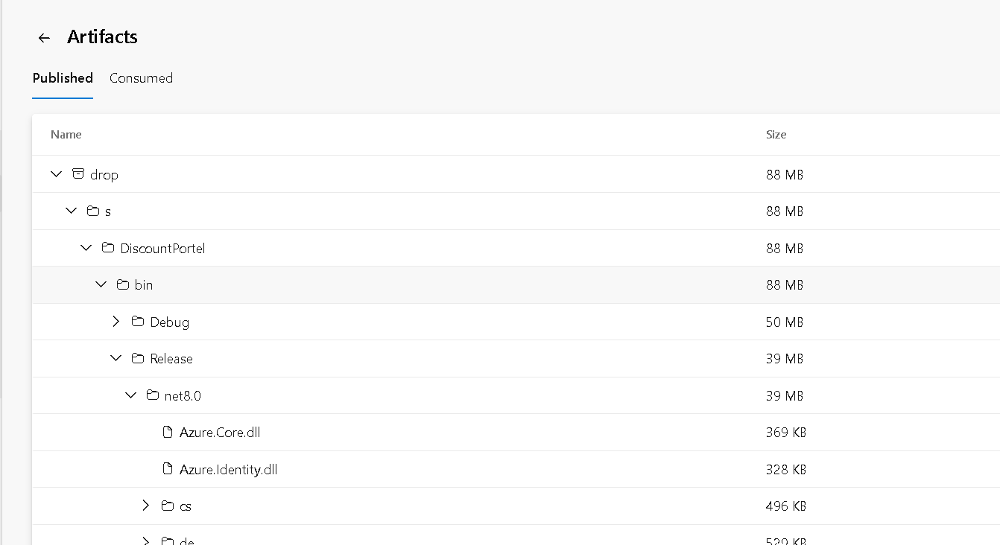 Artifacts
Published Consumed
Name Size
drop 88 MB
s 88 MB
DiscountPortel 88 MB
bin 88 MB
Debug 50 MB
Release 39 MB
net8.0 39 MB
Azure.Core.dll 369 KB
Azure.Identity.dll 328 KB
cs 496 KB
de 529 KB